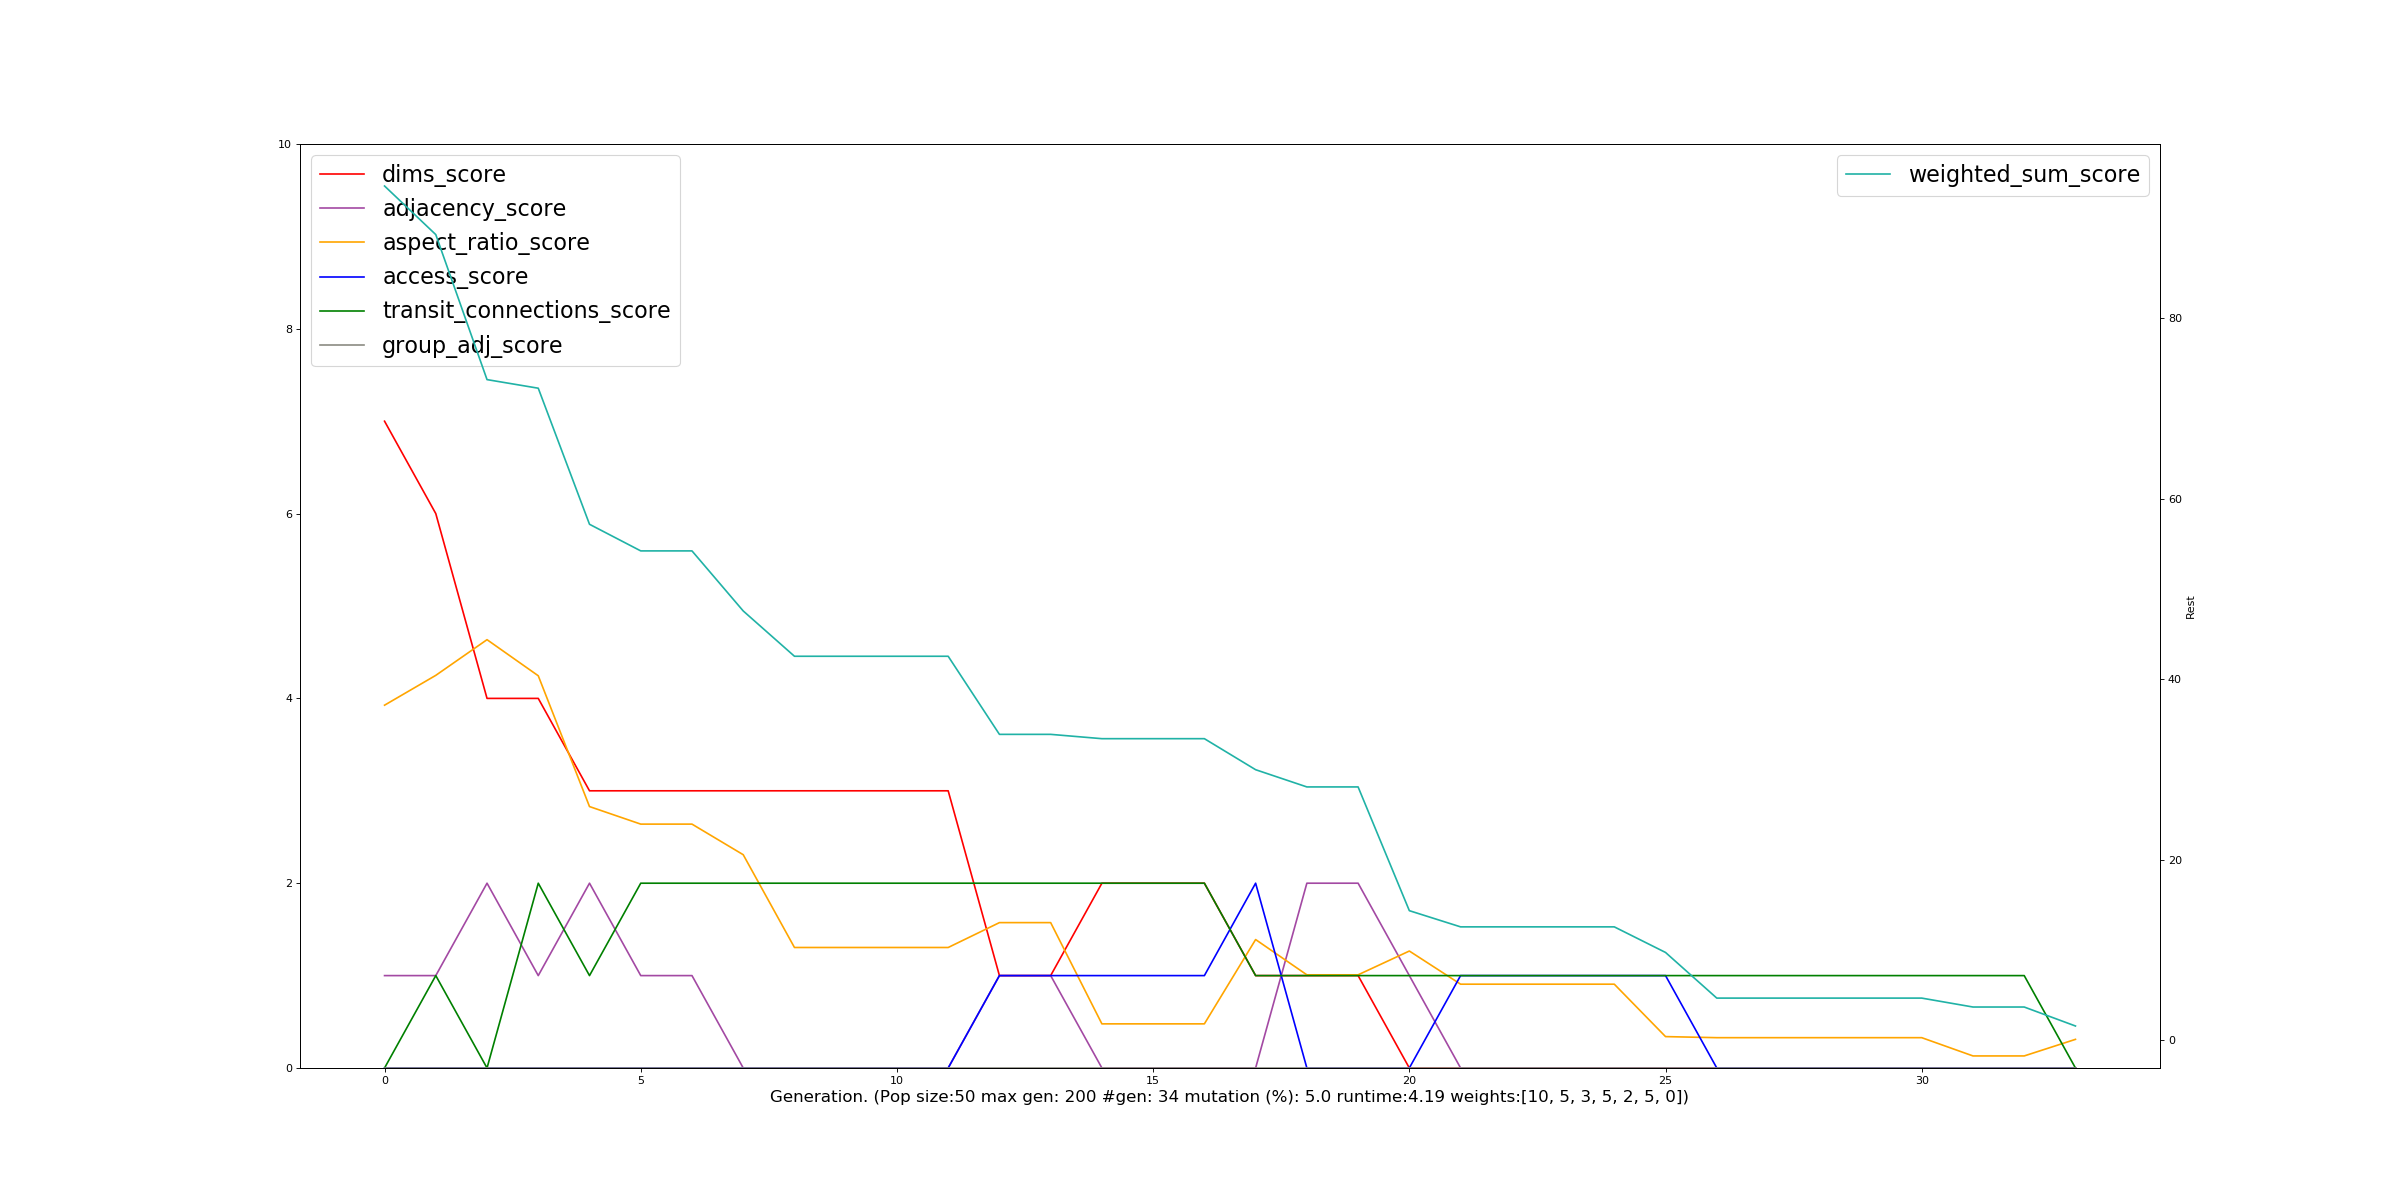 10
8
6
4
2
0
dims_score
adjacency_score
aspect_ratio_score
access_score
transit_connections_score
group_adj_score
weighted_sum_score
80
60
40
20
0
Rest
0 5 10 15 20 25 30
Generation. (Pop size:50 max gen: 200 #gen: 34 mutation (%): 5.0 runtime:4.19 weights:[10, 5, 3, 5, 2, 5, 0])